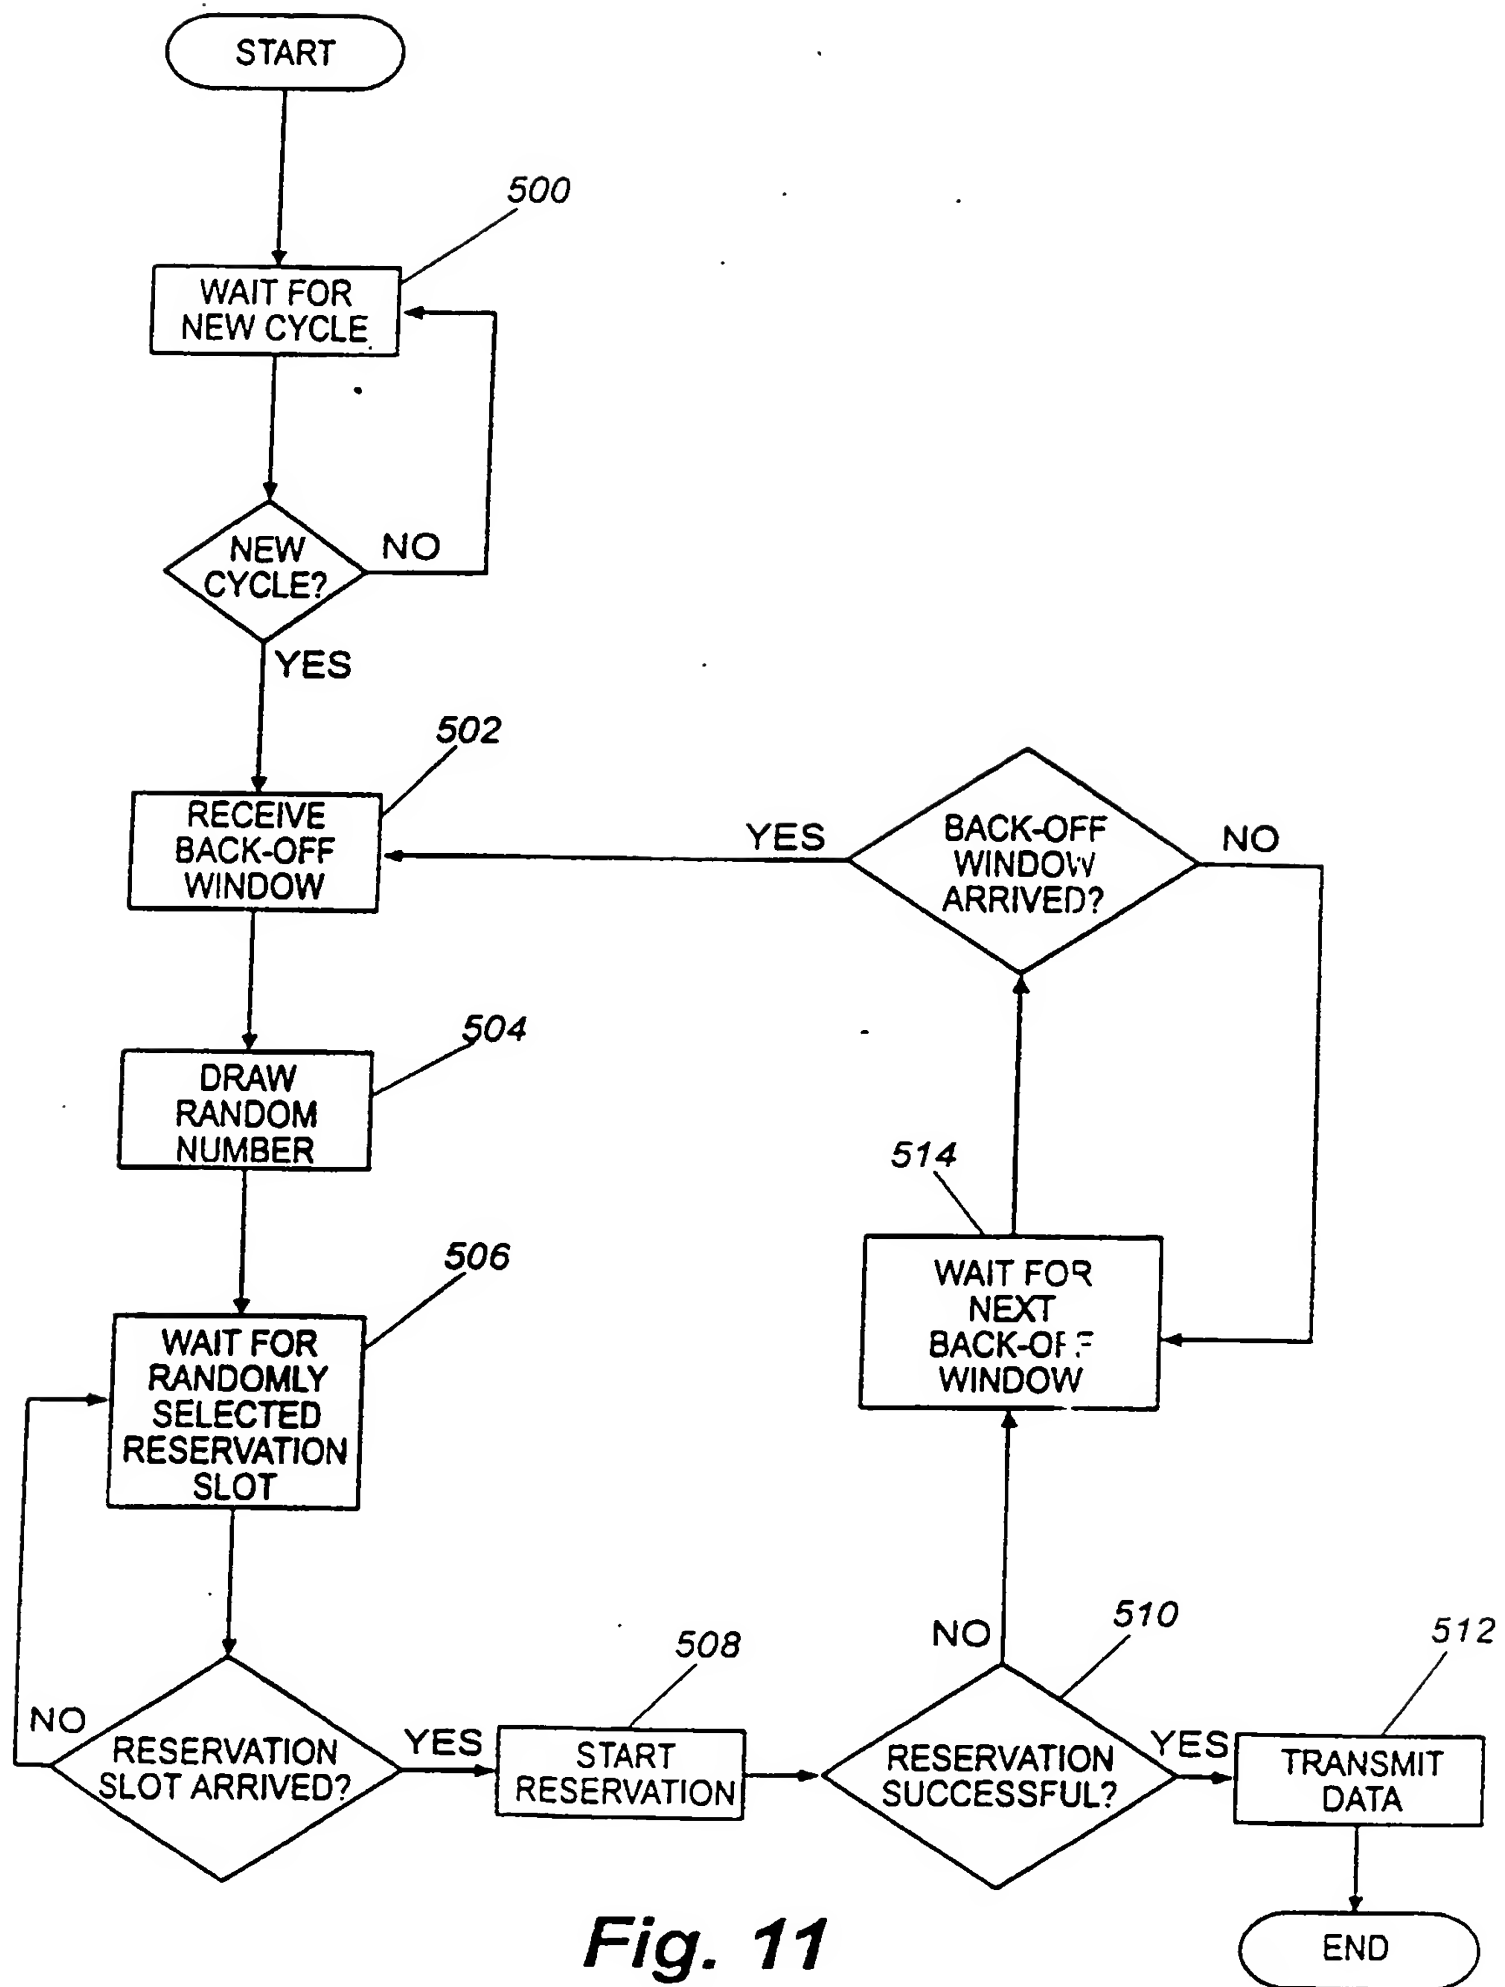 START
500
WAIT FOR
NEW CYCLE
NEW
CYCLE?
NO
YES
502
RECEIVE
BACK-OFF
WINDOW
YES
BACK-OFF
WINDOW
ARRIVED?
NO
504
DRAW
RANDOM
NUMBER
514
WAIT FOR
NEXT
BACK-OFF
WINDOW
506
WAIT FOR
RANDOMLY
SELECTED
RESERVATION
SLOT
NO
RESERVATION
SLOT ARRIVED?
YES
508
START
RESERVATION
NO
510
RESERVATION
SUCCESSFUL?
YES
512
TRANSMIT
DATA
END
Fig. 11